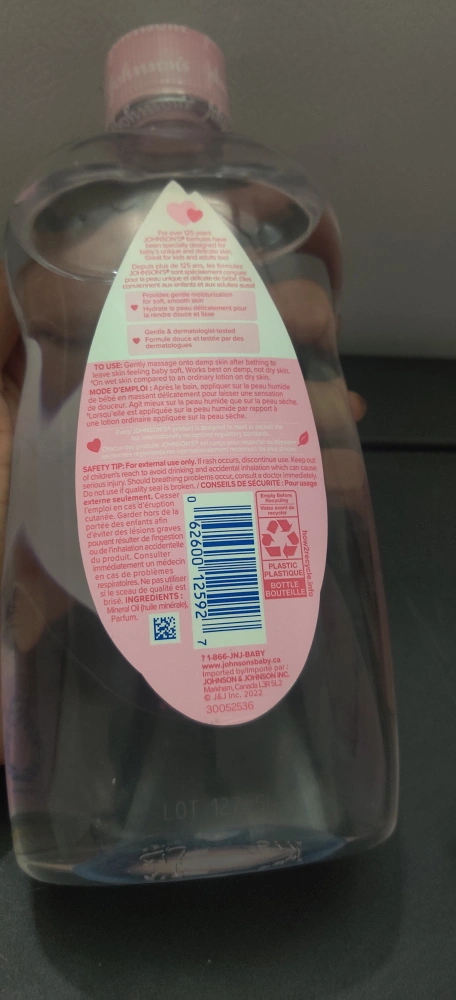 Johnson's
For over 125 years
JOHNSON'S® formulas have
been specially designed for
baby's unique and delicate skin.
Great for kids and adults too!
Depuis plus de 125 ans, les formules
JOHNSON'S® sont spécialement conçues
pour la peau unique et délicate de bébé. Elles
conviennent aux enfants et aux adultes aussi!
Provides gentle moisturization
for soft, smooth skin
Hydrate la peau délicatement pour
la rendre douce et lisse
Gentle & dermatologist-tested
Formule douce et testée par des
dermatologues
TO USE: Gently massage onto damp skin after bathing to
leave skin feeling baby soft. Works best on damp, not dry skin.
*On wet skin compared to an ordinary lotion on dry skin.
MODE D'EMPLOI : Après le bain, appliquer sur la peau humide
de bébé en massant délicatement pour laisser une sensation
de douceur. Agit mieux sur la peau humide que sur la peau sèche.
*Lorsqu'elle est appliquée sur la peau humide par rapport à
une lotion ordinaire appliquée sur la peau sèche.
Every JOHNSON'S® product is designed to meet or exceed the
SAFETY TIP: For external use only. If rash occurs, discontinue use. Keep out
of children's reach to avoid drinking and accidental inhalation which can cause
serious injury. Should breathing problems occur, consult a doctor immediately.
Do not use if quality seal is broken. / CONSEILS DE SÉCURITÉ : Pour usage
externe seulement. Cesser
l'emploi en cas d'éruption
cutanée. Garder hors de la
portée des enfants afin
d'éviter des lésions graves
pouvant résulter de l'ingestion
ou de l'inhalation accidentelle
du produit. Consulter
immédiatement un médecin
en cas de problèmes
respiratoires. Ne pas utiliser
si le sceau de qualité est
brisé. INGREDIENTS :
Mineral Oil (huile minérale),
Parfum.
0 62600 12592 7
Empty Before
Recycling
Videz avant de
recycler
PLASTIC
PLASTIQUE
BOTTLE
BOUTEILLE
how2recycle.info
? 1-866-JNJ-BABY
www.johnsonsbaby.ca
Imported by/Importé par :
JOHNSON & JOHNSON INC.
Markham, Canada L3R 5L2
© J&J Inc. 2022
30052536
LOT 127